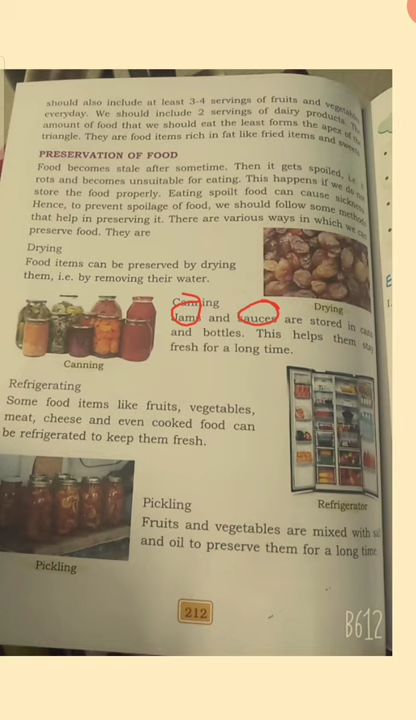 should also include at least 3-4 servings of fruits and vegetables
everyday. We should include 2 servings of dairy products. The
amount of food that we should eat the least forms the apex of the
triangle. They are food items rich in fat like fried items and sweets.
PRESERVATION OF FOOD
Food becomes stale after sometime. Then it gets spoiled, i.e. it
rots and becomes unsuitable for eating. This happens if we do not
store the food properly. Eating spoilt food can cause sickness.
Hence, to prevent spoilage of food, we should follow some methods
that help in preserving it. There are various ways in which we can
preserve food. They are
Drying
Food items can be preserved by drying
them, i.e. by removing their water.
Drying
Canning
Jams and sauces are stored in cans
and bottles. This helps them stay
fresh for a long time.
Canning
Refrigerating
Some food items like fruits, vegetables,
meat, cheese and even cooked food can
be refrigerated to keep them fresh.
Refrigerator
Pickling
Fruits and vegetables are mixed with salt
and oil to preserve them for a long time
Pickling
212
B612
E
1.